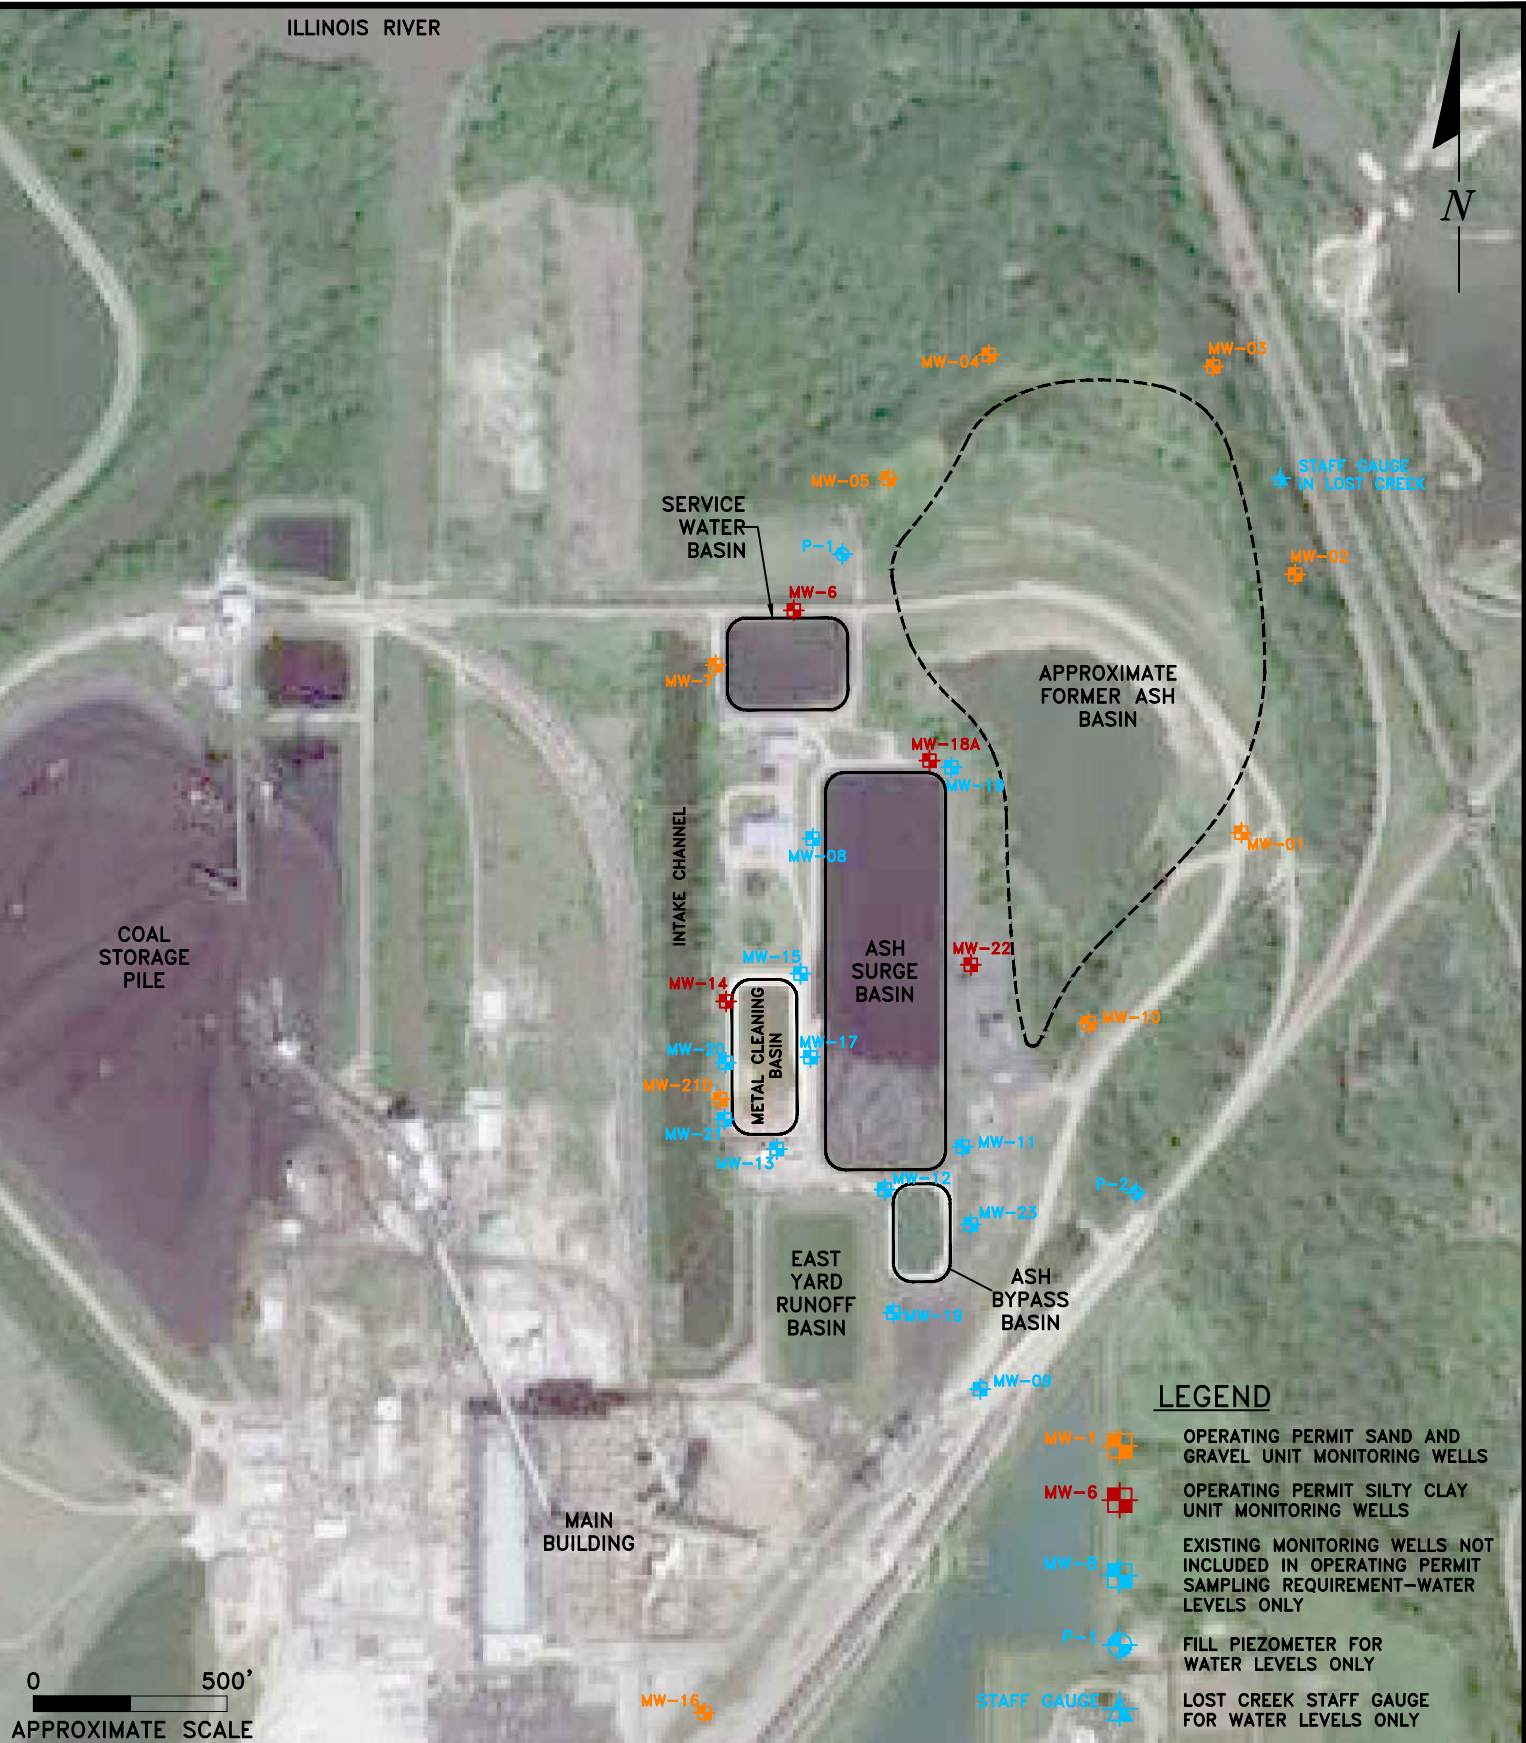 ILLINOIS RIVER
N
MW-04
MW-03
MW-05
STAFF GAUGE
IN LOST CREEK
SERVICE
WATER
BASIN
P-1
MW-02
MW-6
MW-7
APPROXIMATE
FORMER ASH
BASIN
MW-18A
MW-18
MW-08
MW-01
INTAKE CHANNEL
COAL
STORAGE
PILE
ASH
SURGE
BASIN
MW-22
MW-15
MW-14
METAL CLEANING
BASIN
MW-10
MW-17
MW-20
MW-21D
MW-21
MW-13
MW-11
MW-12
P-2
MW-23
EAST
YARD
RUNOFF
BASIN
ASH
BYPASS
BASIN
MW-19
MW-09
MAIN
BUILDING
MW-16
LEGEND
MW-1
OPERATING PERMIT SAND AND
GRAVEL UNIT MONITORING WELLS
MW-6
OPERATING PERMIT SILTY CLAY
UNIT MONITORING WELLS
MW-8
EXISTING MONITORING WELLS NOT
INCLUDED IN OPERATING PERMIT
SAMPLING REQUIREMENT-WATER
LEVELS ONLY
P-1
FILL PIEZOMETER FOR
WATER LEVELS ONLY
STAFF GAUGE
LOST CREEK STAFF GAUGE
FOR WATER LEVELS ONLY
0 500'
APPROXIMATE SCALE